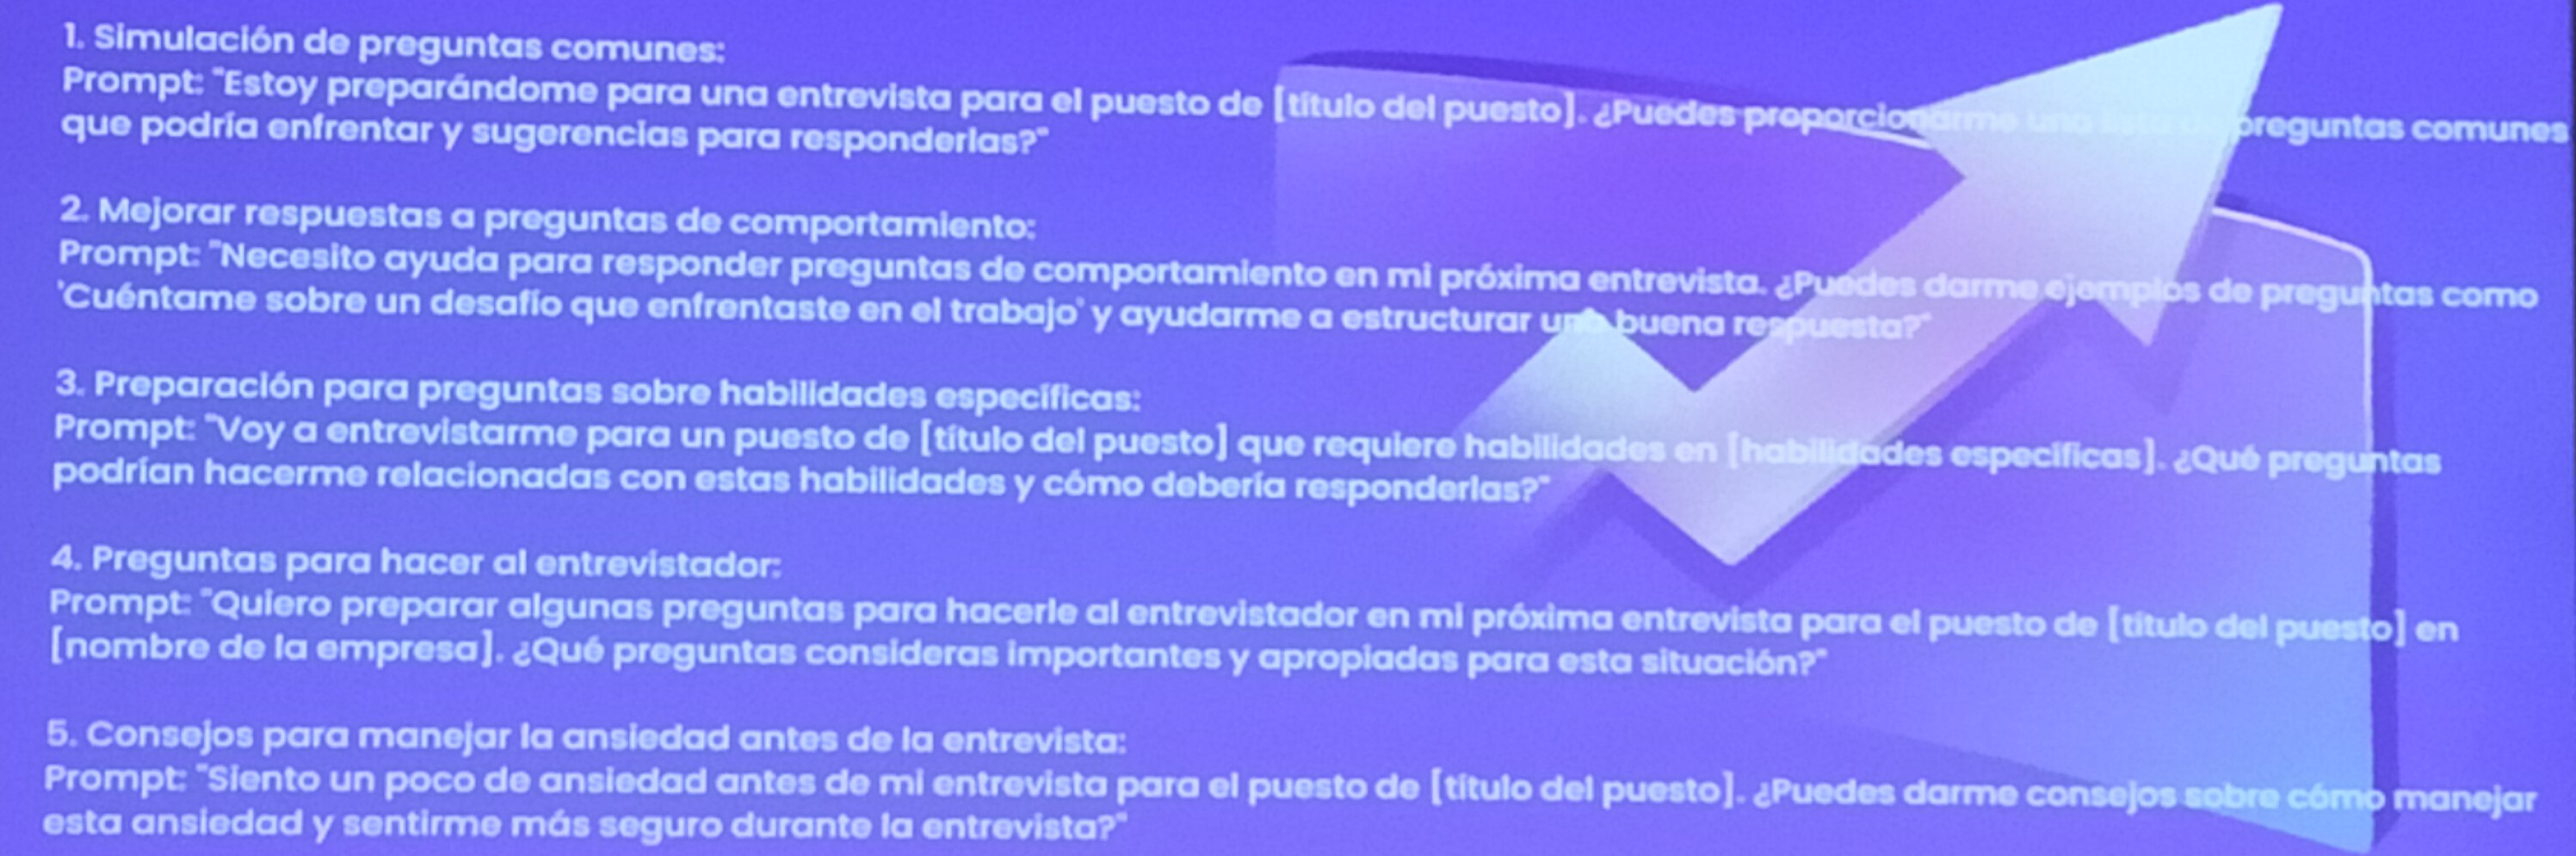 1. Simulación de preguntas comunes:
Prompt: "Estoy preparándome para una entrevista para el puesto de [título del puesto]. ¿Puedes proporcionarme una lista de preguntas comunes
que podría enfrentar y sugerencias para responderlas?"
2. Mejorar respuestas a preguntas de comportamiento:
Prompt: "Necesito ayuda para responder preguntas de comportamiento en mi próxima entrevista. ¿Puedes darme ejemplos de preguntas como
'Cuéntame sobre un desafío que enfrentaste en el trabajo' y ayudarme a estructurar una buena respuesta?"
3. Preparación para preguntas sobre habilidades específicas:
Prompt: "Voy a entrevistarme para un puesto de [título del puesto] que requiere habilidades en [habilidades específicas]. ¿Qué preguntas
podrían hacerme relacionadas con estas habilidades y cómo debería responderlas?"
4. Preguntas para hacer al entrevistador:
Prompt: "Quiero preparar algunas preguntas para hacerle al entrevistador en mi próxima entrevista para el puesto de [título del puesto] en
[nombre de la empresa]. ¿Qué preguntas consideras importantes y apropiadas para esta situación?"
5. Consejos para manejar la ansiedad antes de la entrevista:
Prompt: "Siento un poco de ansiedad antes de mi entrevista para el puesto de [título del puesto]. ¿Puedes darme consejos sobre cómo manejar
esta ansiedad y sentirme más seguro durante la entrevista?"